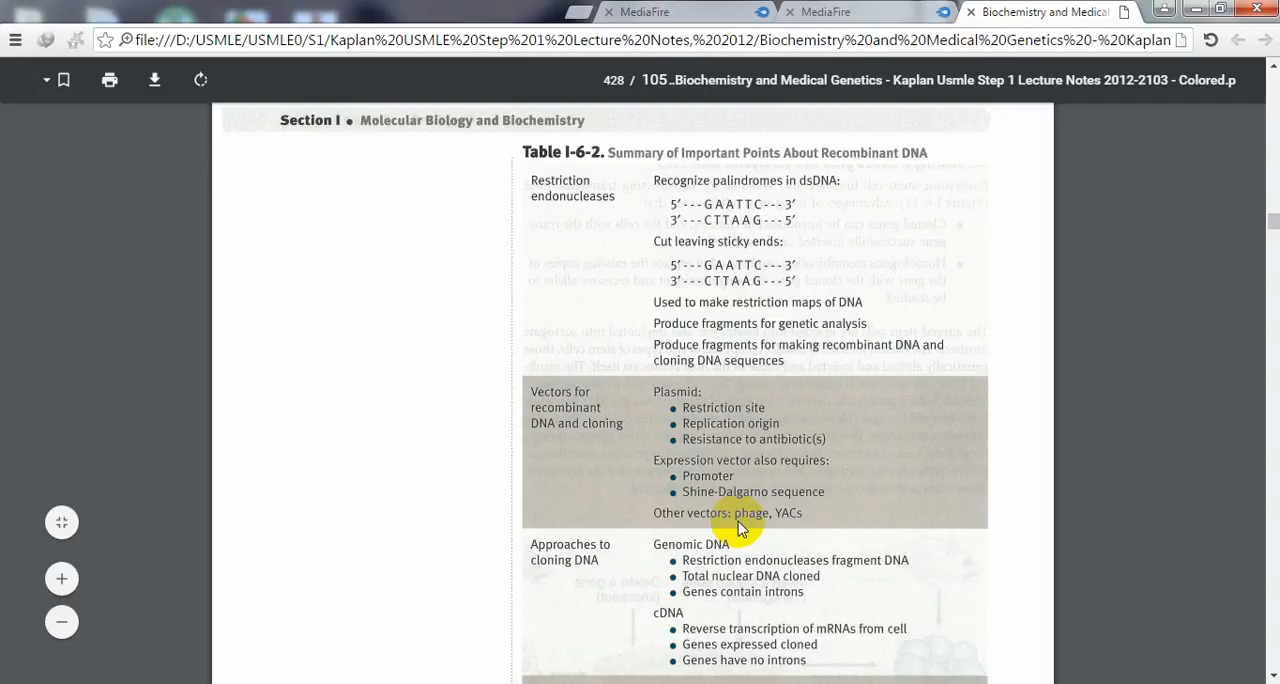 MediaFire
MediaFire
Biochemistry and Medical
file:///D:/USMLE/USMLE0/S1/Kaplan%20USMLE%20Step%201%20Lecture%20Notes,%202012/Biochemistry%20and%20Medical%20Genetics%20-%20Kaplan
428 / 105
..Biochemistry and Medical Genetics - Kaplan Usmle Step 1 Lecture Notes 2012-2103 - Colored.p
Section I • Molecular Biology and Biochemistry
Table I-6-2. Summary of Important Points About Recombinant DNA
Restriction
endonucleases
Recognize palindromes in dsDNA:
5′---GAATTC---3′
3′---CTTAAG---5′
Cut leaving sticky ends:
5′---GAATTC---3′
3′---CTTAAG---5′
Used to make restriction maps of DNA
Produce fragments for genetic analysis
Produce fragments for making recombinant DNA and
cloning DNA sequences
Vectors for
recombinant
DNA and cloning
Plasmid:
• Restriction site
• Replication origin
• Resistance to antibiotic(s)
Expression vector also requires:
• Promoter
• Shine-Dalgarno sequence
Other vectors: phage, YACs
Approaches to
cloning DNA
Genomic DNA
• Restriction endonucleases fragment DNA
• Total nuclear DNA cloned
• Genes contain introns
cDNA
• Reverse transcription of mRNAs from cell
• Genes expressed cloned
• Genes have no introns